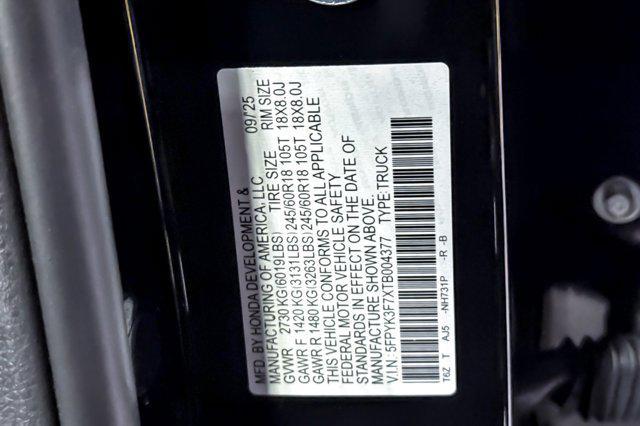 MFD. BY HONDA DEVELOPMENT & 09/'25
MANUFACTURING OF AMERICA, LLC
TIRE SIZE RIM SIZE
GVWR 2730 KG(6019LBS)
GAWR F 1420 KG(3131LBS) 245/60R18 105T 18X8.0J
GAWR R 1480 KG(3263LBS) 245/60R18 105T 18X8.0J
THIS VEHICLE CONFORMS TO ALL APPLICABLE
FEDERAL MOTOR VEHICLE SAFETY
STANDARDS IN EFFECT ON THE DATE OF
MANUFACTURE SHOWN ABOVE.
V.I.N: 5FPYK3F7XTB004377 TYPE:TRUCK
T6Z T AJ5 -NH731P -R -B